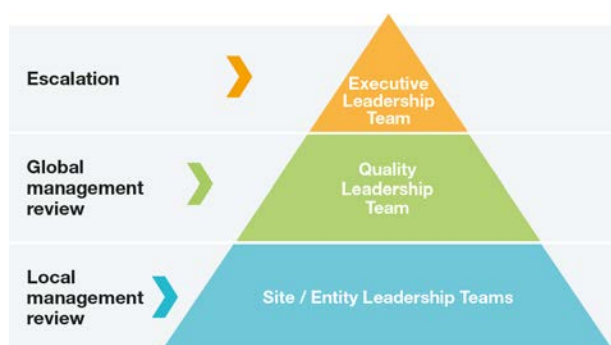 Escalation
Executive
Leadership
Team
Global
management
review
Quality
Leadership
Team
Local
management
review
Site / Entity Leadership Teams